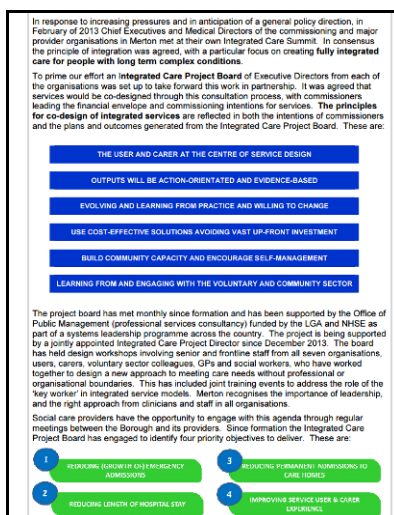 In response to increasing pressures and in anticipation of a general policy direction, in
February of 2013 Chief Executives and Medical Directors of the commissioning and major
provider organisations in Merton met at their own Integrated Care Summit. In consensus
the principle of integration was agreed, with a particular focus on creating fully integrated
care for people with long term complex conditions.
To prime our effort an Integrated Care Project Board of Executive Directors from each of
the organisations was set up to take forward this work in partnership. It was agreed that
services would be co-designed through this consultation process, with commissioners
leading the financial envelope and commissioning intentions for services. The principles
for co-design of integrated services are reflected in both the intentions of commissioners
and the plans and outcomes generated from the Integrated Care Project Board. These are:
THE USER AND CARER AT THE CENTRE OF SERVICE DESIGN
OUTPUTS WILL BE ACTION-ORIENTATED AND EVIDENCE-BASED
EVOLVING AND LEARNING FROM PRACTICE AND WILLING TO CHANGE
USE COST-EFFECTIVE SOLUTIONS AVOIDING VAST UP-FRONT INVESTMENT
BUILD COMMUNITY CAPACITY AND ENCOURAGE SELF-MANAGEMENT
LEARNING FROM AND ENGAGING WITH THE VOLUNTARY AND COMMUNITY SECTOR
The project board has met monthly since formation and has been supported by the Office of
Public Management (professional services consultancy) funded by the LGA and NHSE as
part of a systems leadership programme across the country. The project is being supported
by a jointly appointed Integrated Care Project Director since December 2013. The board
has held design workshops involving senior and frontline staff from all seven organisations,
users, carers, voluntary sector colleagues, GPs and social workers, who have worked
together to design a new approach to meeting care needs without professional or
organisational boundaries. This has included joint training events to address the role of the
'key worker' in integrated service models. Merton recognises the importance of leadership,
and the right approach from clinicians and staff in all organisations.
Social care providers have the opportunity to engage with this agenda through regular
meetings between the Borough and its providers. Since formation the Integrated Care
Project Board has engaged to identify four priority objectives to deliver. These are:
1 REDUCING (GROWTH OF) EMERGENCY
ADMISSIONS
2 REDUCING LENGTH OF HOSPITAL STAY
3 REDUCING PERMANENT ADMISSIONS TO
CARE HOMES
4 IMPROVING SERVICE USER & CARER
EXPERIENCE